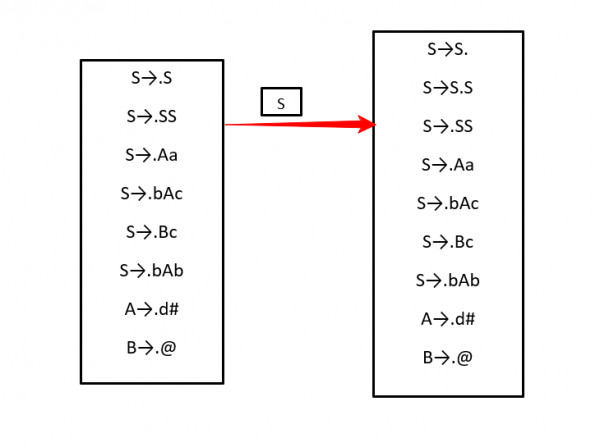 S→.S
S→.SS
S→.Aa
S→.bAc
S→.Bc
S→.bAb
A→.d#
B→.@
S
S→S.
S→S.S
S→.SS
S→.Aa
S→.bAc
S→.Bc
S→.bAb
A→.d#
B→.@